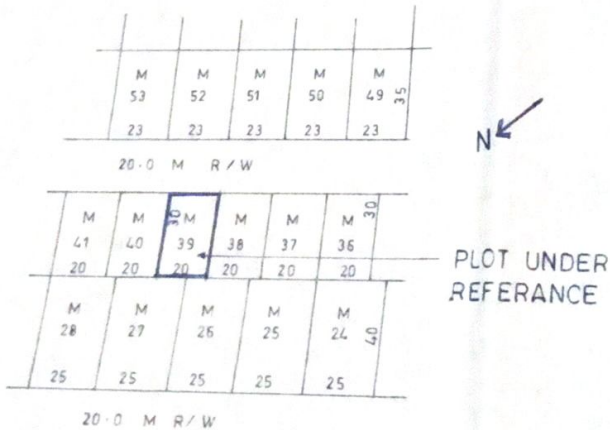 M M M M M
53 52 51 50 49 35
23 23 23 23 23
20.0 M R/W
N
30 30
M M M M M M
41 40 39 38 37 36
20 20 20 20 20 20
PLOT UNDER
REFERANCE
M M M M M
28 27 26 25 24 40
25 25 25 25 25
20.0 M R/W